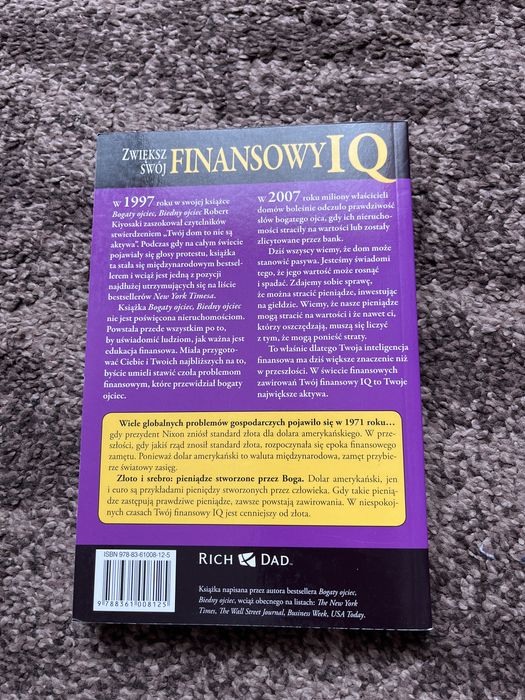 ZWIĘKSZ
SWÓJ FINANSOWY IQ
W 1997 roku w swojej książce
Bogaty ojciec, Biedny ojciec Robert
Kiyosaki zaszokował czytelników
stwierdzeniem „Twój dom to nie są
aktywa”. Podczas gdy na całym świecie
pojawiały się głosy protestu, książka
ta stała się międzynarodowym bestsel-
lerem i wciąż jest jedną z pozycji
najdłużej utrzymujących się na liście
bestsellerów New York Timesa.
Książka Bogaty ojciec, Biedny ojciec
nie jest poświęcona nieruchomościom.
Powstała przede wszystkim po to,
by uświadomić ludziom, jak ważna jest
edukacja finansowa. Miała przygoto-
wać Ciebie i Twoich najbliższych na to,
byście umieli stawić czoła problemom
finansowym, które przewidział bogaty
ojciec.
W 2007 roku miliony właścicieli
domów boleśnie odczuło prawdziwość
słów bogatego ojca, gdy ich nierucho-
mości straciły na wartości lub zostały
zlicytowane przez bank.
Dziś wszyscy wiemy, że dom może
stanowić pasywa. Jesteśmy świadomi
tego, że jego wartość może rosnąć
i spadać. Zdajemy sobie sprawę,
że można stracić pieniądze, inwestując
na giełdzie. Wiemy, że nasze pieniądze
mogą stracić na wartości i że nawet ci,
którzy oszczędzają, muszą się liczyć
z tym, że mogą ponieść straty.
To właśnie dlatego Twoja inteligencja
finansowa ma dziś większe znaczenie niż
w przeszłości. W świecie finansowych
zawirowań Twój finansowy IQ to Twoje
największe aktywa.
Wiele globalnych problemów gospodarczych pojawiło się w 1971 roku…
gdy prezydent Nixon zniósł standard złota dla dolara amerykańskiego. W prze-
szłości, gdy jakiś rząd znosił standard złota, rozpoczynała się epoka finansowego
zamętu. Ponieważ dolar amerykański to waluta międzynarodowa, zamęt przybie-
rze światowy zasięg.
Złoto i srebro: pieniądze stworzone przez Boga. Dolar amerykański, jen
i euro są przykładami pieniędzy stworzonych przez człowieka. Gdy takie pienią-
dze zastępują prawdziwe pieniądze, zawsze powstają zawirowania. W niespokoj-
nych czasach Twój finansowy IQ jest cenniejszy od złota.
ISBN 978-83-61008-12-5
9 788361 008125
RICH DAD™
Książka napisana przez autora bestsellera Bogaty ojciec,
Biedny ojciec, wciąż obecnego na listach: The New York
Times, The Wall Street Journal, Business Week, USA Today.